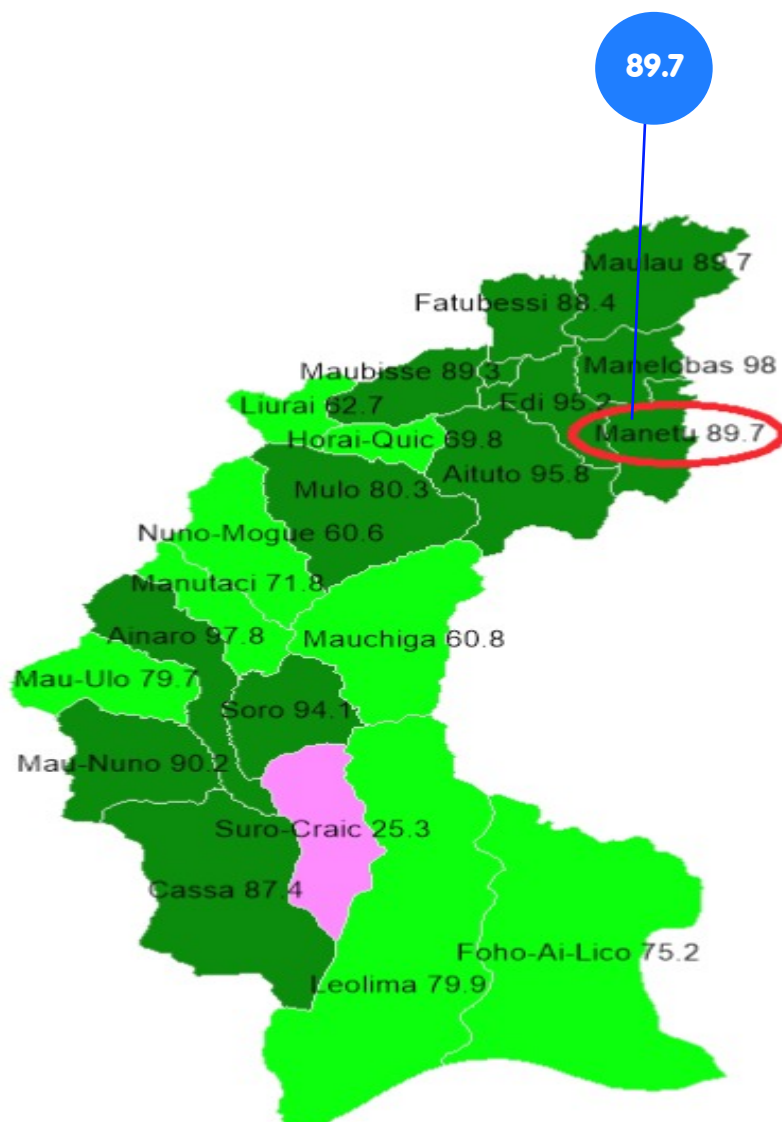 89.7
Maulau 89.7
Fatubessi 88.4
Manelobas 98
Maubisse 89.3
Edi 95.2
Liurai 62.7
Manetu 89.7
Horai-Quic 69.8
Aituto 95.8
Mulo 80.3
Nuno-Mogue 60.6
Manutaci 71.8
Ainaro 97.8
Mauchiga 60.8
Mau-Ulo 79.7
Soro 94.1
Mau-Nuno 90.2
Suro-Craic 25.3
Cassa 87.4
Foho-Ai-Lico 75.2
Leolima 79.9